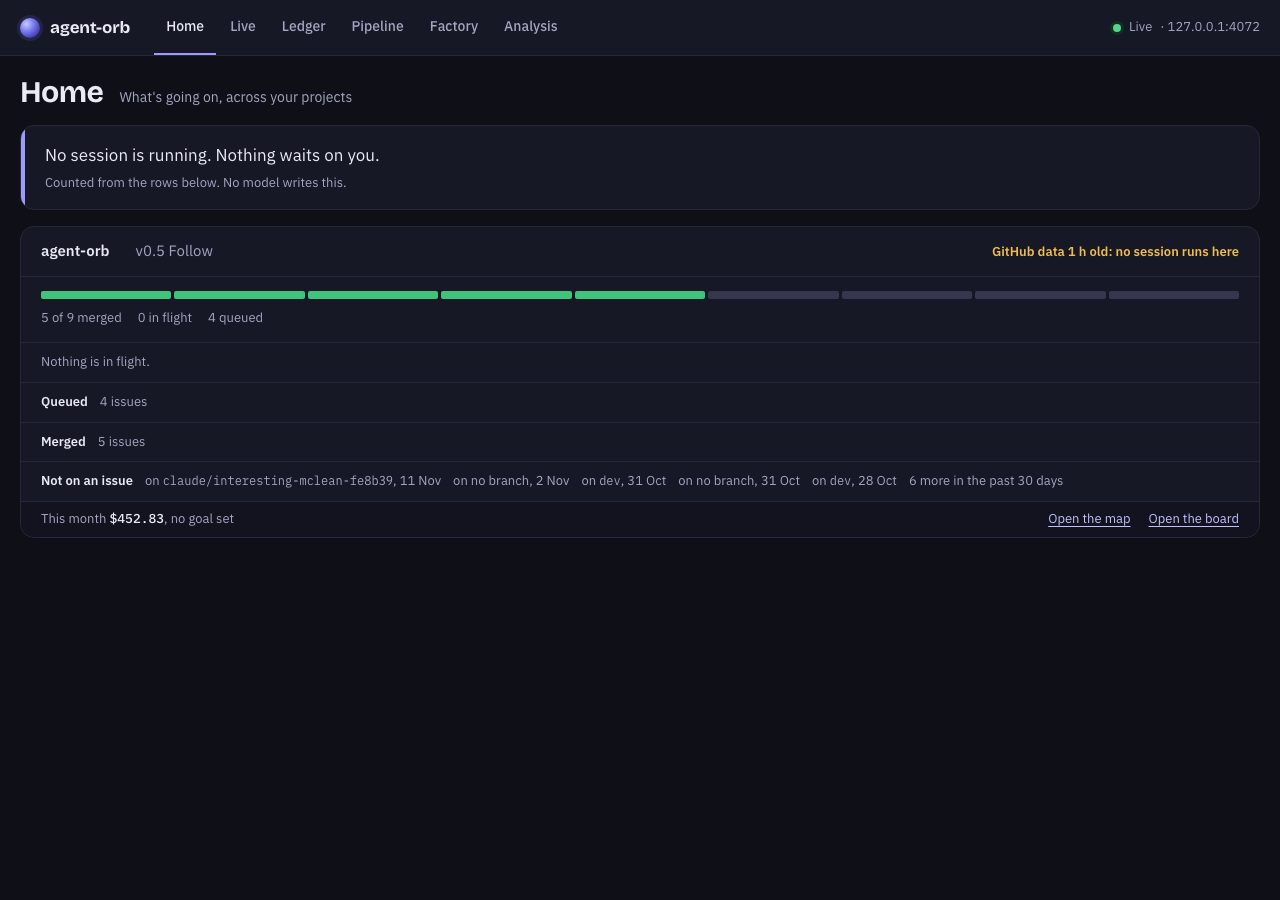 agent-orb Home Live Ledger Pipeline Factory Analysis Live · 127.0.0.1:4072
Home What's going on, across your projects
No session is running. Nothing waits on you.
Counted from the rows below. No model writes this.
agent-orb v0.5 Follow GitHub data 1 h old: no session runs here
5 of 9 merged 0 in flight 4 queued
Nothing is in flight.
Queued 4 issues
Merged 5 issues
Not on an issue on claude/interesting-mclean-fe8b39, 11 Nov on no branch, 2 Nov on dev, 31 Oct on no branch, 31 Oct on dev, 28 Oct 6 more in the past 30 days
This month $452.83, no goal set Open the map Open the board